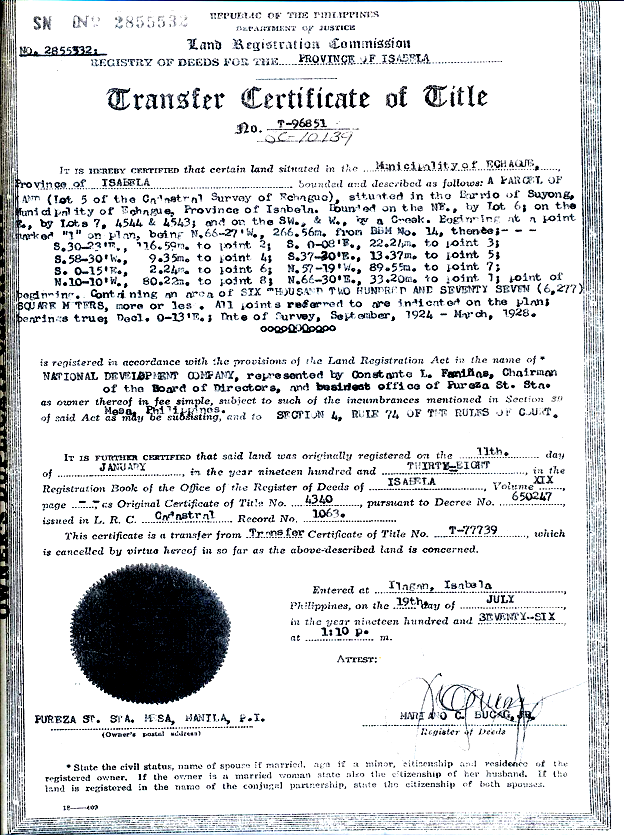 SN No 2855532
REPUBLIC OF THE PHILIPPINES
DEPARTMENT OF JUSTICE
Land Registration Commission
NO. 2855532;
REGISTRY OF DEEDS FOR THE PROVINCE OF ISABELA
Transfer Certificate of Title
No. T-96851
SC-10139
IT IS HEREBY CERTIFIED that certain land situated in the Municipality of ECHAGUE,
Province of ISABELA bounded and described as follows: A PARCEL OF
LAND (Lot 5 of the Cadastral Survey of Echague), situated in the Barrio of Suyong,
Municipality of Echague, Province of Isabela. Bounded on the NE., by Lot 6; on the
E., by Lots 7, 4544 & 4543; and on the SW. & W., by a Creek. Beginning at a point
marked "1" on plan, being N.66-27'W., 266.56m. from BBM No. 14, thence;- - -
S.30-23'E., 116.59m. to point 2; S. 0-08'E., 22.24m. to point 3;
S.58-30'W., 9.35m. to point 4; S.37-30'E., 13.37m. to point 5;
S. 0-15'E., 2.24m to point 6; N.57-19'W., 89.55m to point 7;
N.10-10'W., 80.22m to point 8; N.66-30'E., 33.20m to point 1; point of
beginning. Containing an area of SIX THOUSAND TWO HUNDRED AND SEVENTY SEVEN (6,277)
SQUARE METERS, more or less. All points referred to are indicated on the plan;
bearings true; Decl. 0-13'E.; Date of Survey, September, 1924 - March, 1928.
is registered in accordance with the provisions of the Land Registration Act in the name of *
NATIONAL DEVELOPMENT COMPANY, represented by Constante L. Fariñas, Chairman
of the Board of Directors, and business office of Pureza St. Sta.
as owner thereof in fee simple, subject to such of the incumbrances mentioned in Section 39
Mesa, Philippines.
of said Act as may be subsisting, and to SECTION 4, RULE 74 OF THE RULES OF COURT.
IT IS FURTHER CERTIFIED that said land was originally registered on the 11th. day
of JANUARY, in the year nineteen hundred and THIRTY-EIGHT in the
Registration Book of the Office of the Register of Deeds of ISABELA, Volume XIX
page - - as Original Certificate of Title No. 4340, pursuant to Decree No. 650247
issued in L. R. C. Cadastral Record No. 1063.
This certificate is a transfer from Transfer Certificate of Title No. T-77739, which
is cancelled by virtue hereof in so far as the above-described land is concerned.
Entered at Ilagan, Isabela
Philippines, on the 19th. day of JULY
in the year nineteen hundred and SEVENTY-SIX
at 1:10 p. m.
ATTEST:
PUREZA ST. STA. MESA, MANILA, P.I.
(Owner's postal address)
MARIANO C. BUCAG, JR.
Register of Deeds
* State the civil status, name of spouse if married, age if a minor, citizenship and residence of the
registered owner. If the owner is a married woman state also the citizenship of her husband. If the
land is registered in the name of the conjugal partnership, state the citizenship of both spouses.